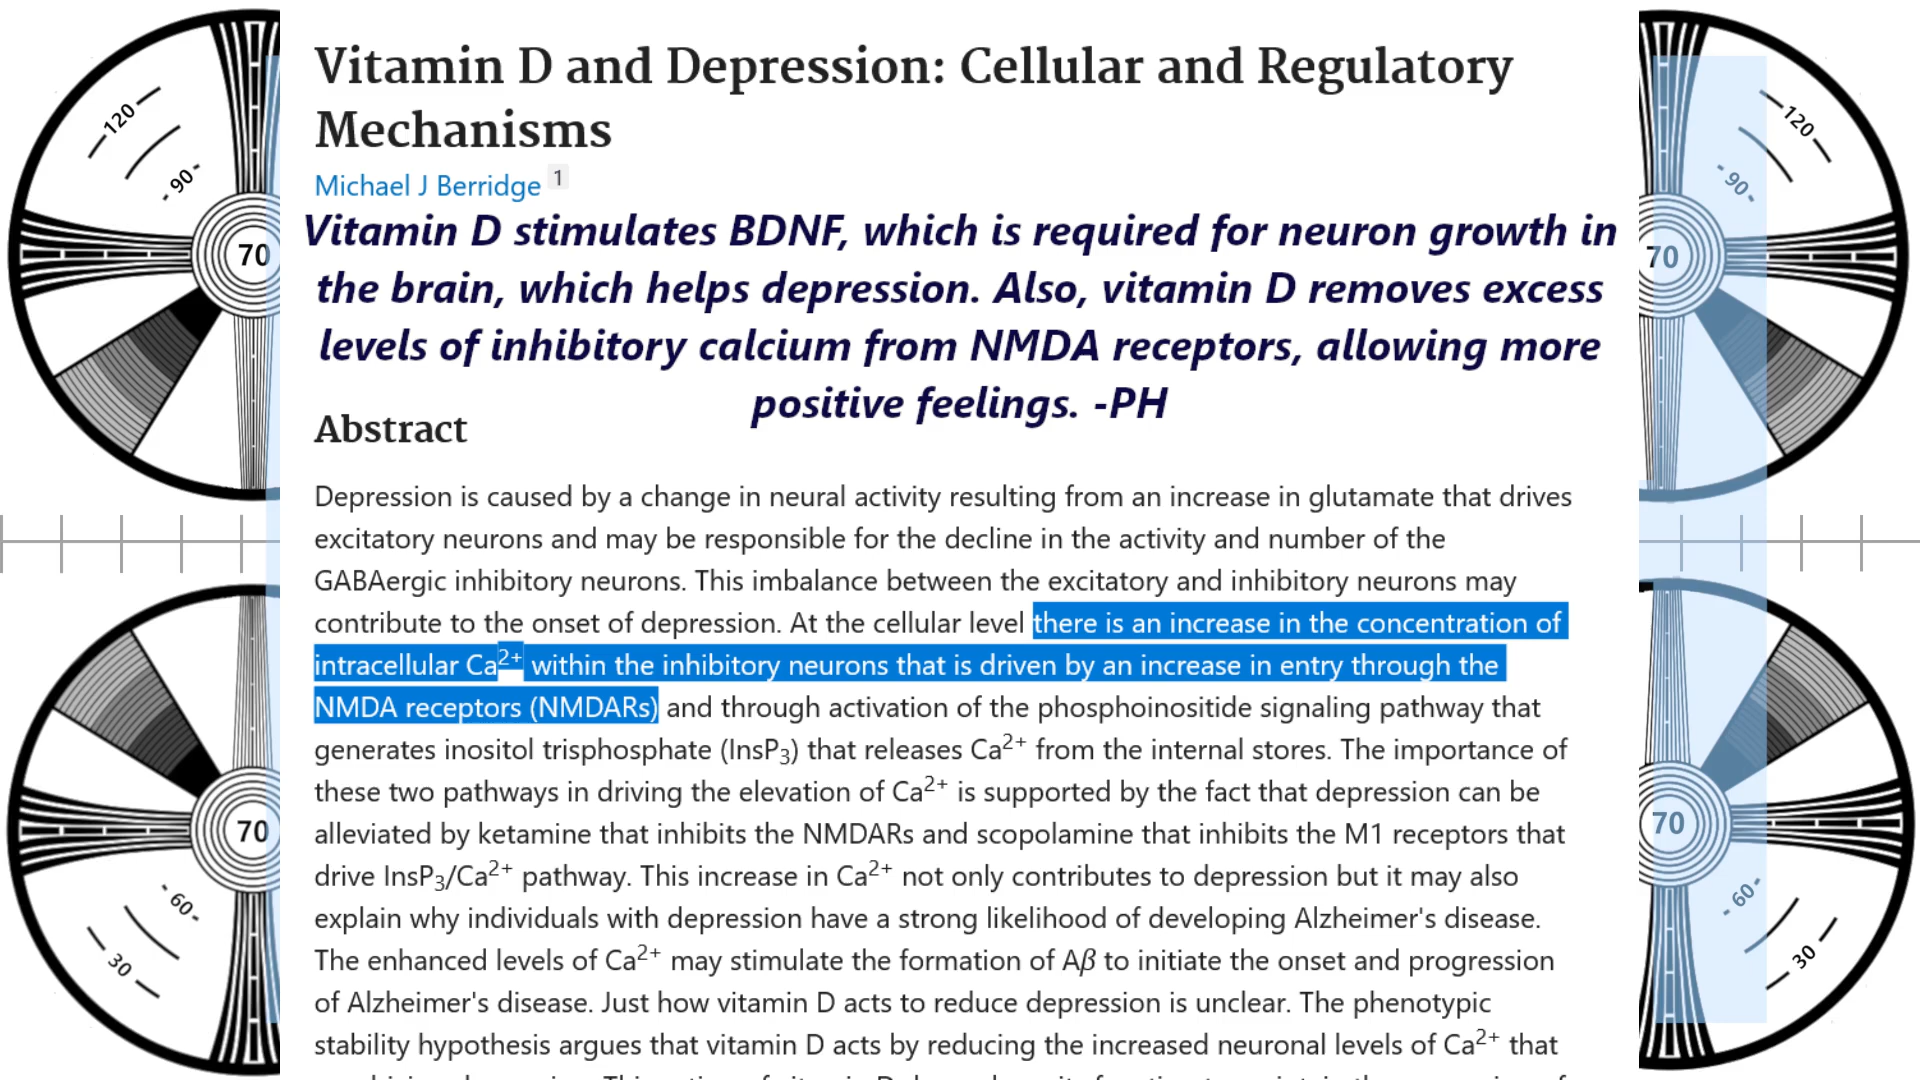 Vitamin D and Depression: Cellular and Regulatory
Mechanisms
Michael J Berridge 1
Vitamin D stimulates BDNF, which is required for neuron growth in
the brain, which helps depression. Also, vitamin D removes excess
levels of inhibitory calcium from NMDA receptors, allowing more
positive feelings. -PH
Abstract
Depression is caused by a change in neural activity resulting from an increase in glutamate that drives
excitatory neurons and may be responsible for the decline in the activity and number of the
GABAergic inhibitory neurons. This imbalance between the excitatory and inhibitory neurons may
contribute to the onset of depression. At the cellular level there is an increase in the concentration of
intracellular Ca2+ within the inhibitory neurons that is driven by an increase in entry through the
NMDA receptors (NMDARs) and through activation of the phosphoinositide signaling pathway that
generates inositol trisphosphate (InsP3) that releases Ca2+ from the internal stores. The importance of
these two pathways in driving the elevation of Ca2+ is supported by the fact that depression can be
alleviated by ketamine that inhibits the NMDARs and scopolamine that inhibits the M1 receptors that
drive InsP3/Ca2+ pathway. This increase in Ca2+ not only contributes to depression but it may also
explain why individuals with depression have a strong likelihood of developing Alzheimer's disease.
The enhanced levels of Ca2+ may stimulate the formation of Aβ to initiate the onset and progression
of Alzheimer's disease. Just how vitamin D acts to reduce depression is unclear. The phenotypic
stability hypothesis argues that vitamin D acts by reducing the increased neuronal levels of Ca2+ that
120
90
70
120
90
70
70
60
30
70
60
30